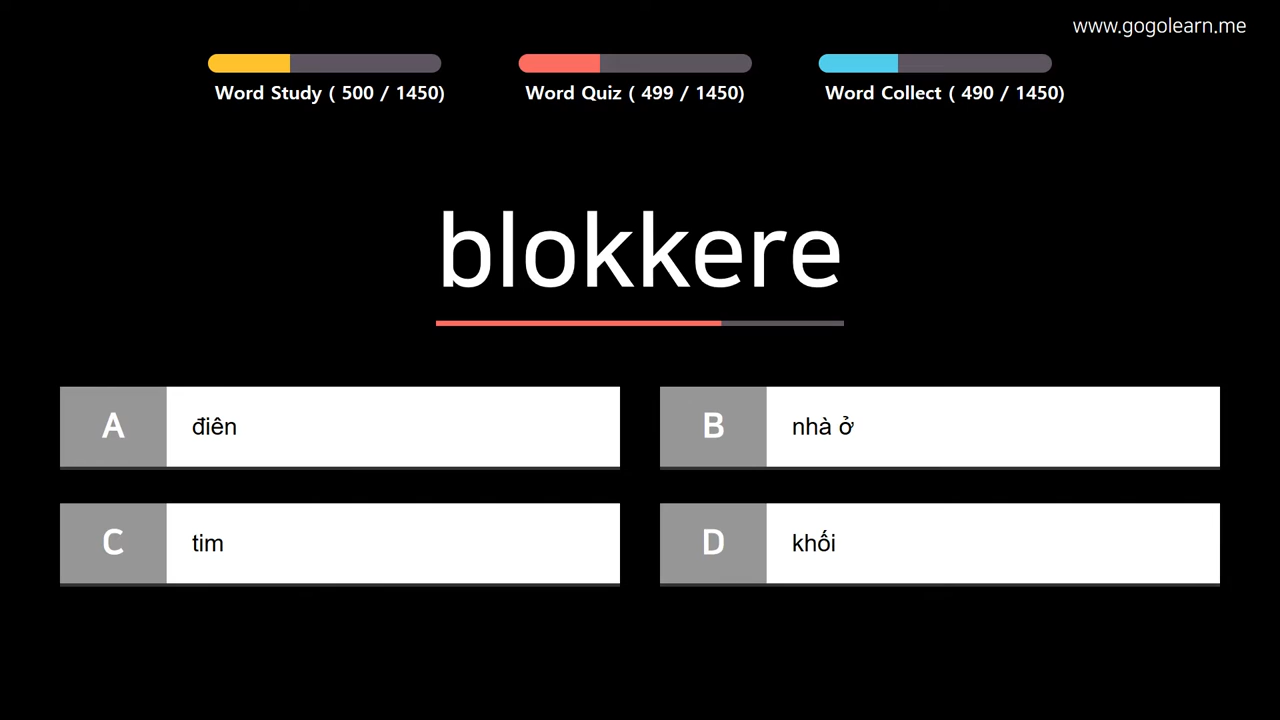 www.gogolearn.me
Word Study ( 500 / 1450)
Word Quiz ( 499 / 1450)
Word Collect ( 490 / 1450)
blokkere
A
điên
B
nhà ở
C
tim
D
khối